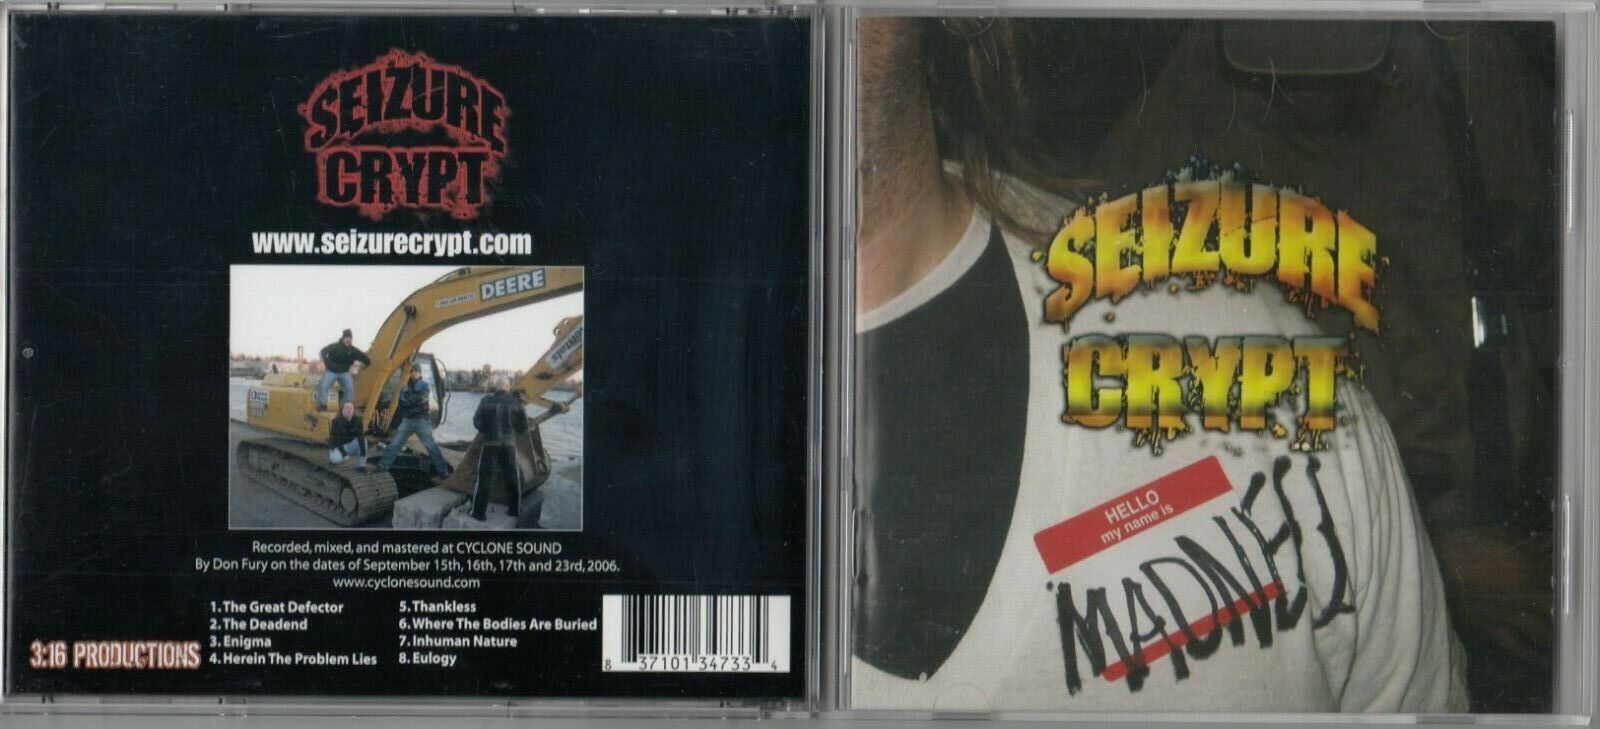 SEIZURE
CRYPT
www.seizurecrypt.com
DEERE
Recorded, mixed, and mastered at CYCLONE SOUND
By Don Fury on the dates of September 15th, 16th, 17th and 23rd, 2006.
www.cyclonesound.com
1. The Great Defector
2. The Deadend
3. Enigma
4. Herein The Problem Lies
5. Thankless
6. Where The Bodies Are Buried
7. Inhuman Nature
8. Eulogy
3:16 PRODUCTIONS
8 37101 34733 4
SEIZURE
CRYPT
HELLO
my name is
MADNESS